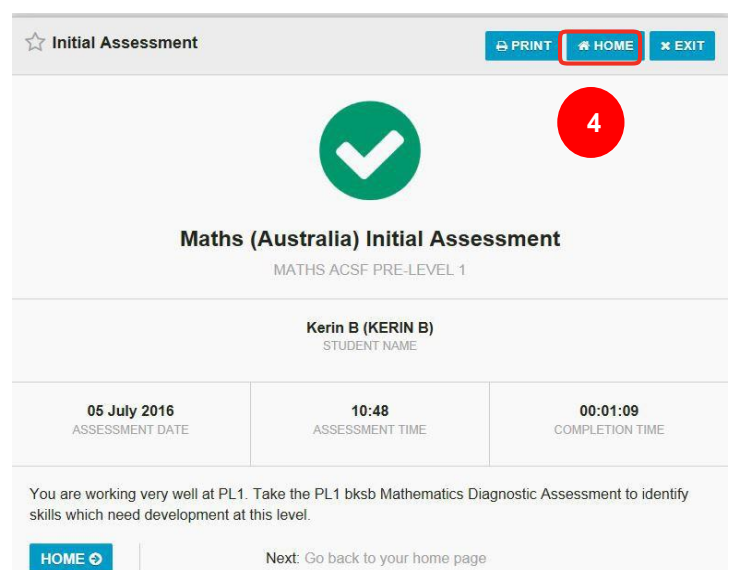 Initial Assessment PRINT HOME EXIT
4
Maths (Australia) Initial Assessment
MATHS ACSF PRE-LEVEL 1
Kerin B (KERIN B)
STUDENT NAME
05 July 2016 10:48 00:01:09
ASSESSMENT DATE ASSESSMENT TIME COMPLETION TIME
You are working very well at PL1. Take the PL1 bksb Mathematics Diagnostic Assessment to identify
skills which need development at this level.
HOME Next: Go back to your home page